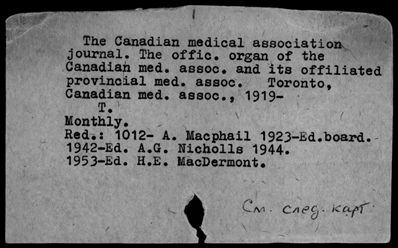 The Canadian medical association
journal. The offic. organ of the
Canadian med. assoc. and its offiliated
provincial med. assoc. Toronto,
Canadian med. assoc., 1919-
T.
Monthly.
Red.: 1012- A. Macphail 1923-Ed.board.-
1942-Ed. A.G. Nicholls 1944.
1953-Ed. H.E. MacDermont.
См. след. карт.